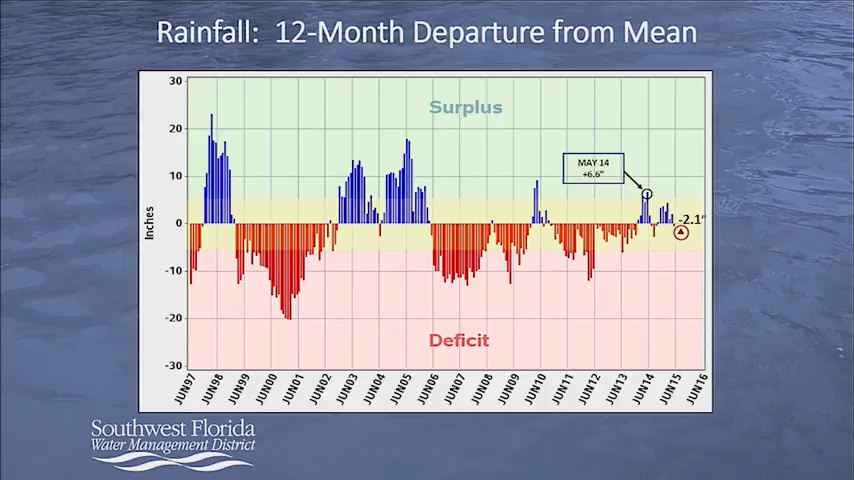 Rainfall: 12-Month Departure from Mean
30
Surplus
20
MAY 14
+6.6"
10
Inches
0
-2.1"
-10
-20
Deficit
-30
JUN97 JUN98 JUN99 JUN00 JUN01 JUN02 JUN03 JUN04 JUN05 JUN06 JUN07 JUN08 JUN09 JUN10 JUN11 JUN12 JUN13 JUN14 JUN15 JUN16
Southwest Florida
Water Management District